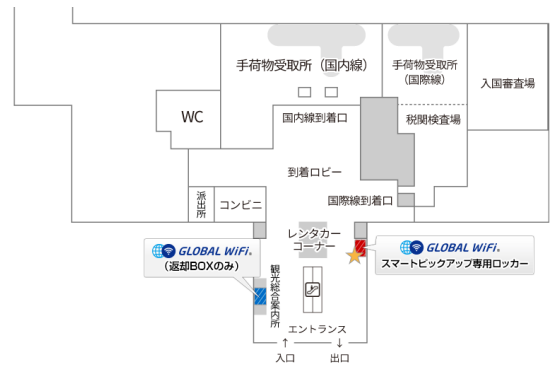 手荷物受取所（国内線）
手荷物受取所
（国際線）
入国審査場
WC
国内線到着口
税関検査場
到着ロビー
派出所
コンビニ
国際線到着口
レンタカー
コーナー
GLOBAL WiFi®
（返却BOXのみ）
GLOBAL WiFi®
スマートピックアップ専用ロッカー
観光総合案内所
エントランス
↑ ↓
入口 出口